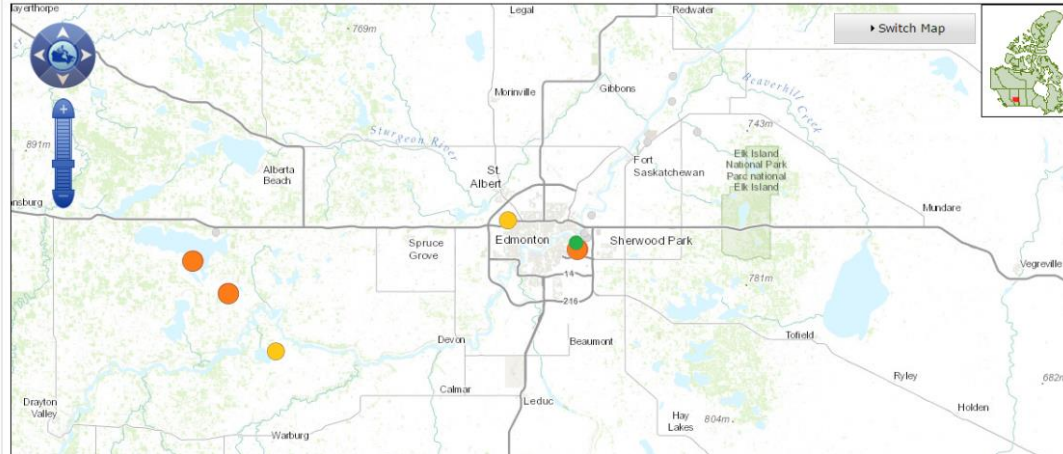 ayerthorpe
Legal
Redwater
769m
▸ Switch Map
+
Morinville
Gibbons
Beaverhill Creek
Sturgeon River
743m
891m
Alberta
Beach
St.
Albert
Fort
Saskatchewan
Elk Island
National Park
Parc national
Elk Island
ansburg
Mundare
Spruce
Grove
Edmonton
Sherwood Park
Vegreville
14
781m
216
Devon
Beaumont
Tofield
Calmar
Leduc
Ryley
682m
Drayton
Valley
Hay
Lakes
804m
Holden
Warburg